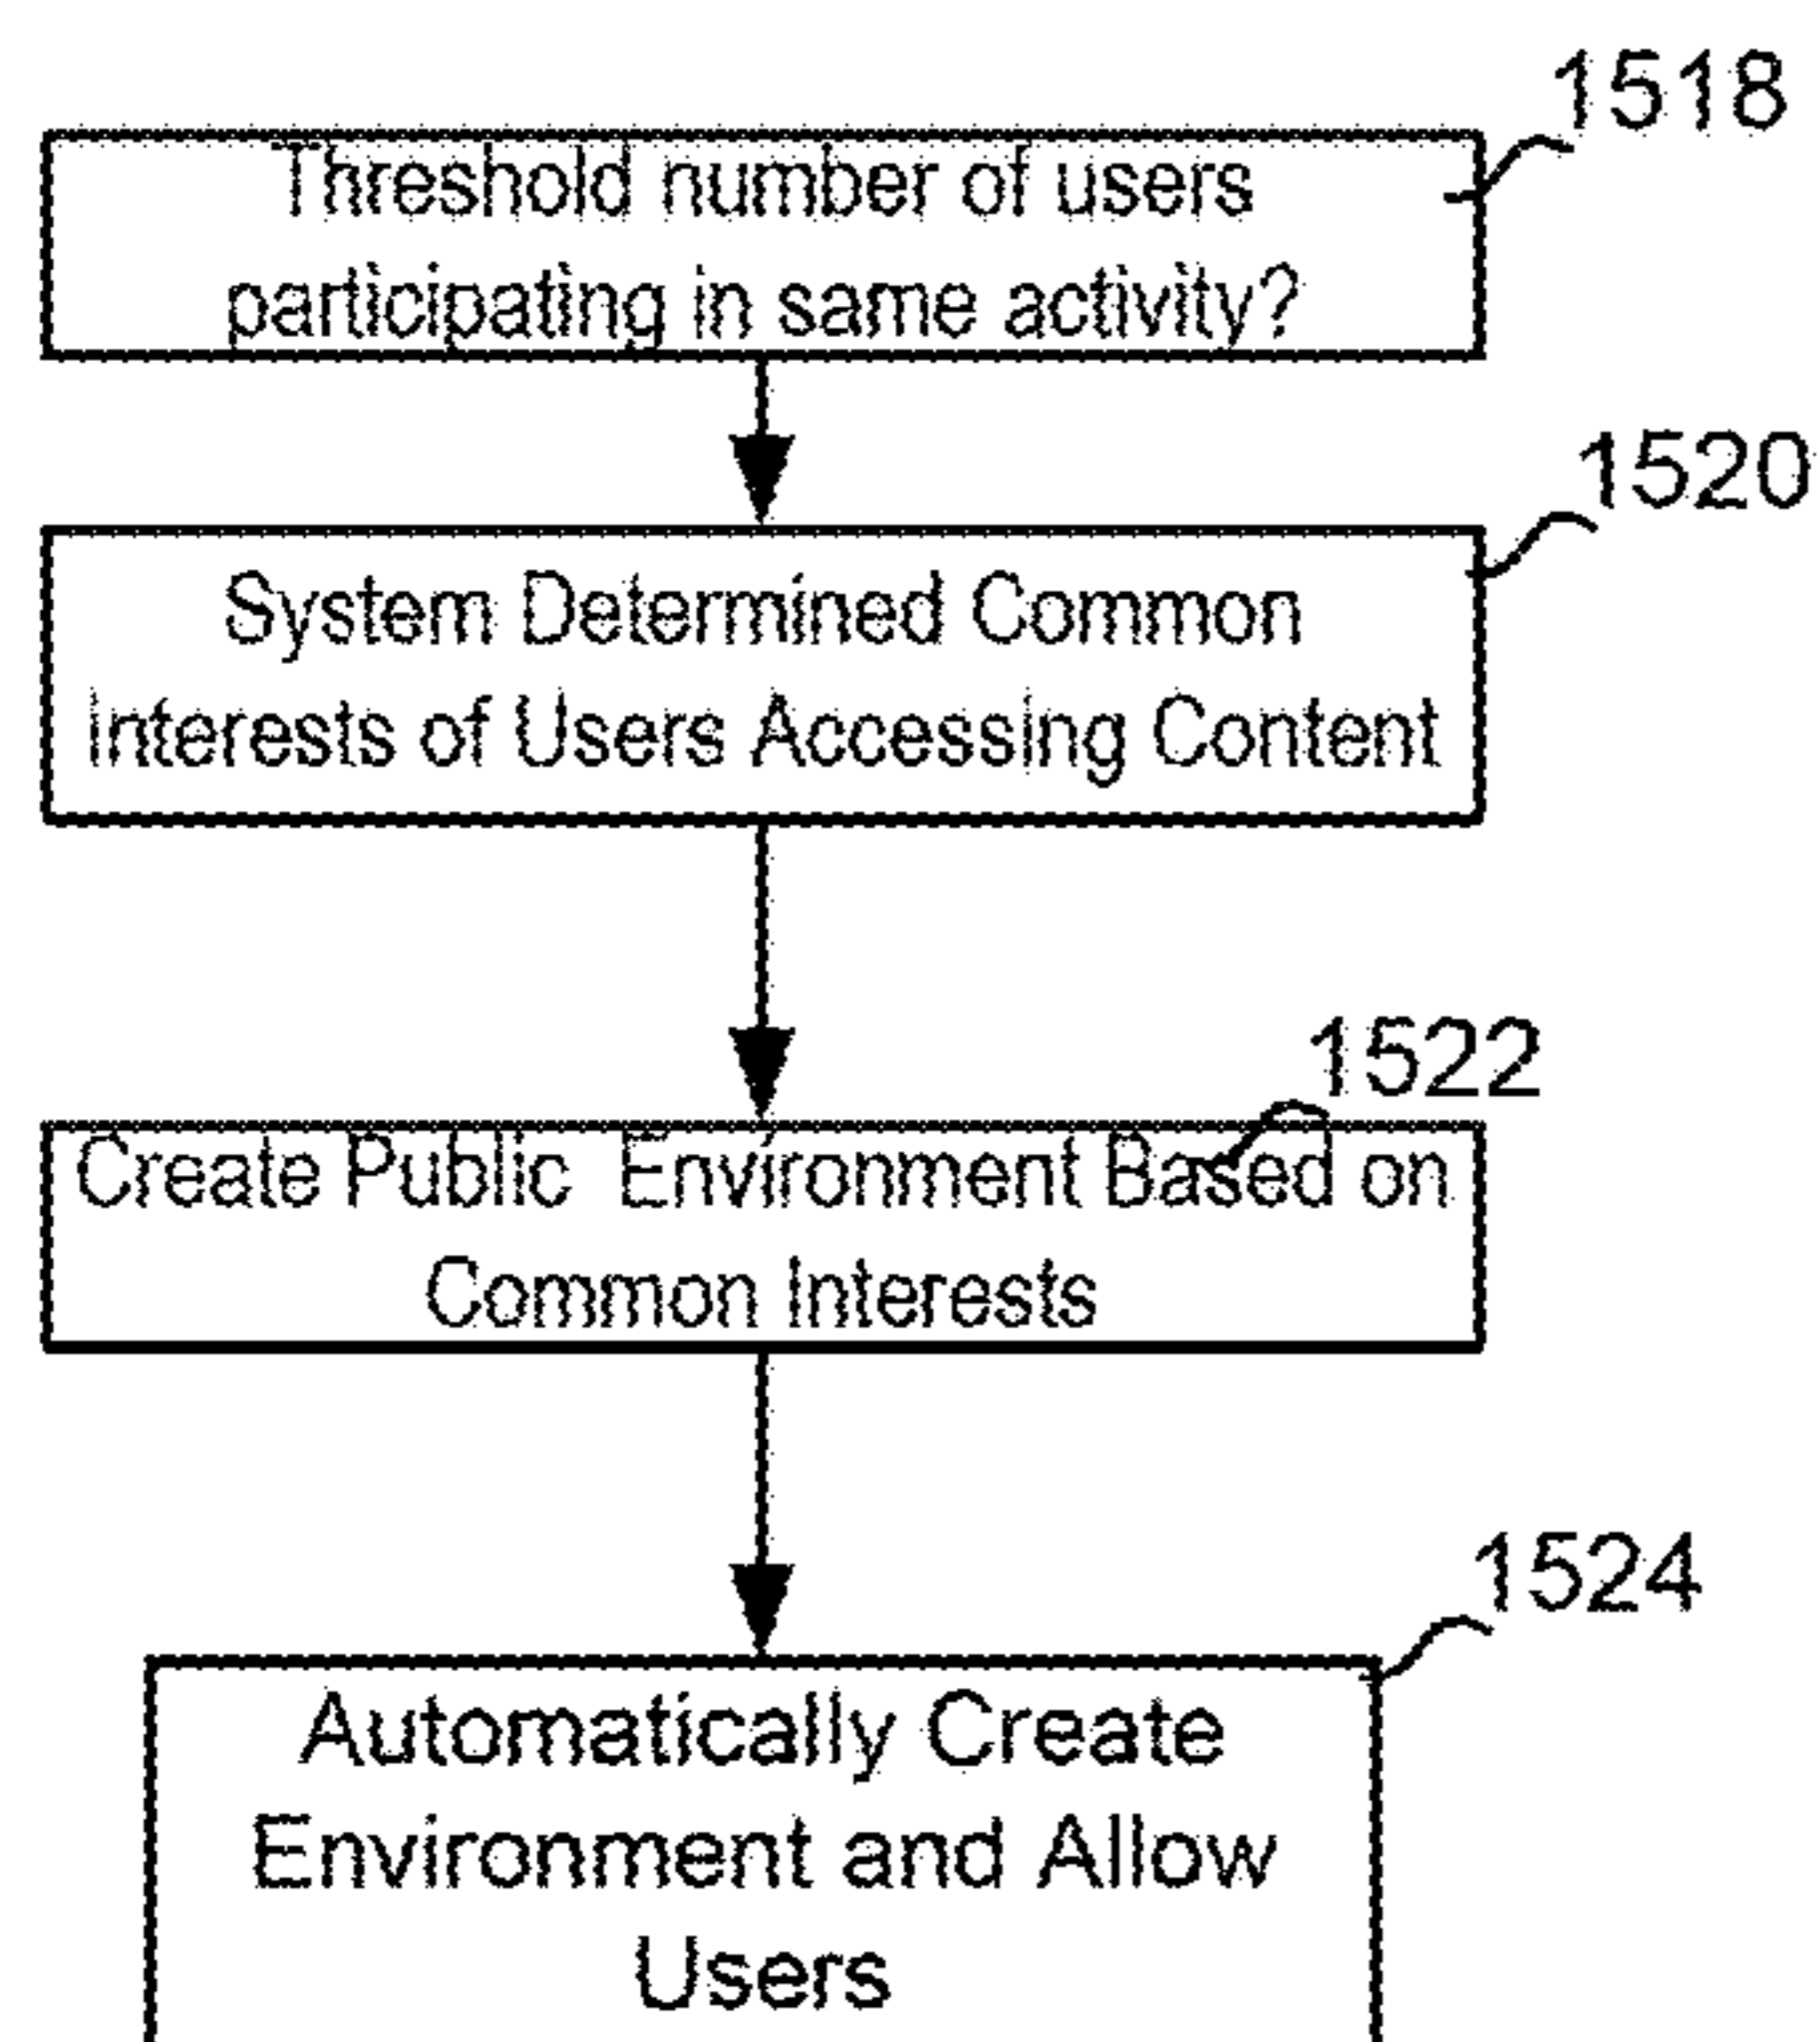 1518
Threshold number of users
participating in same activity?
1520
System Determined Common
Interests of Users Accessing Content
1522
Create Public Environment Based on
Common Interests
1524
Automatically Create
Environment and Allow
Users